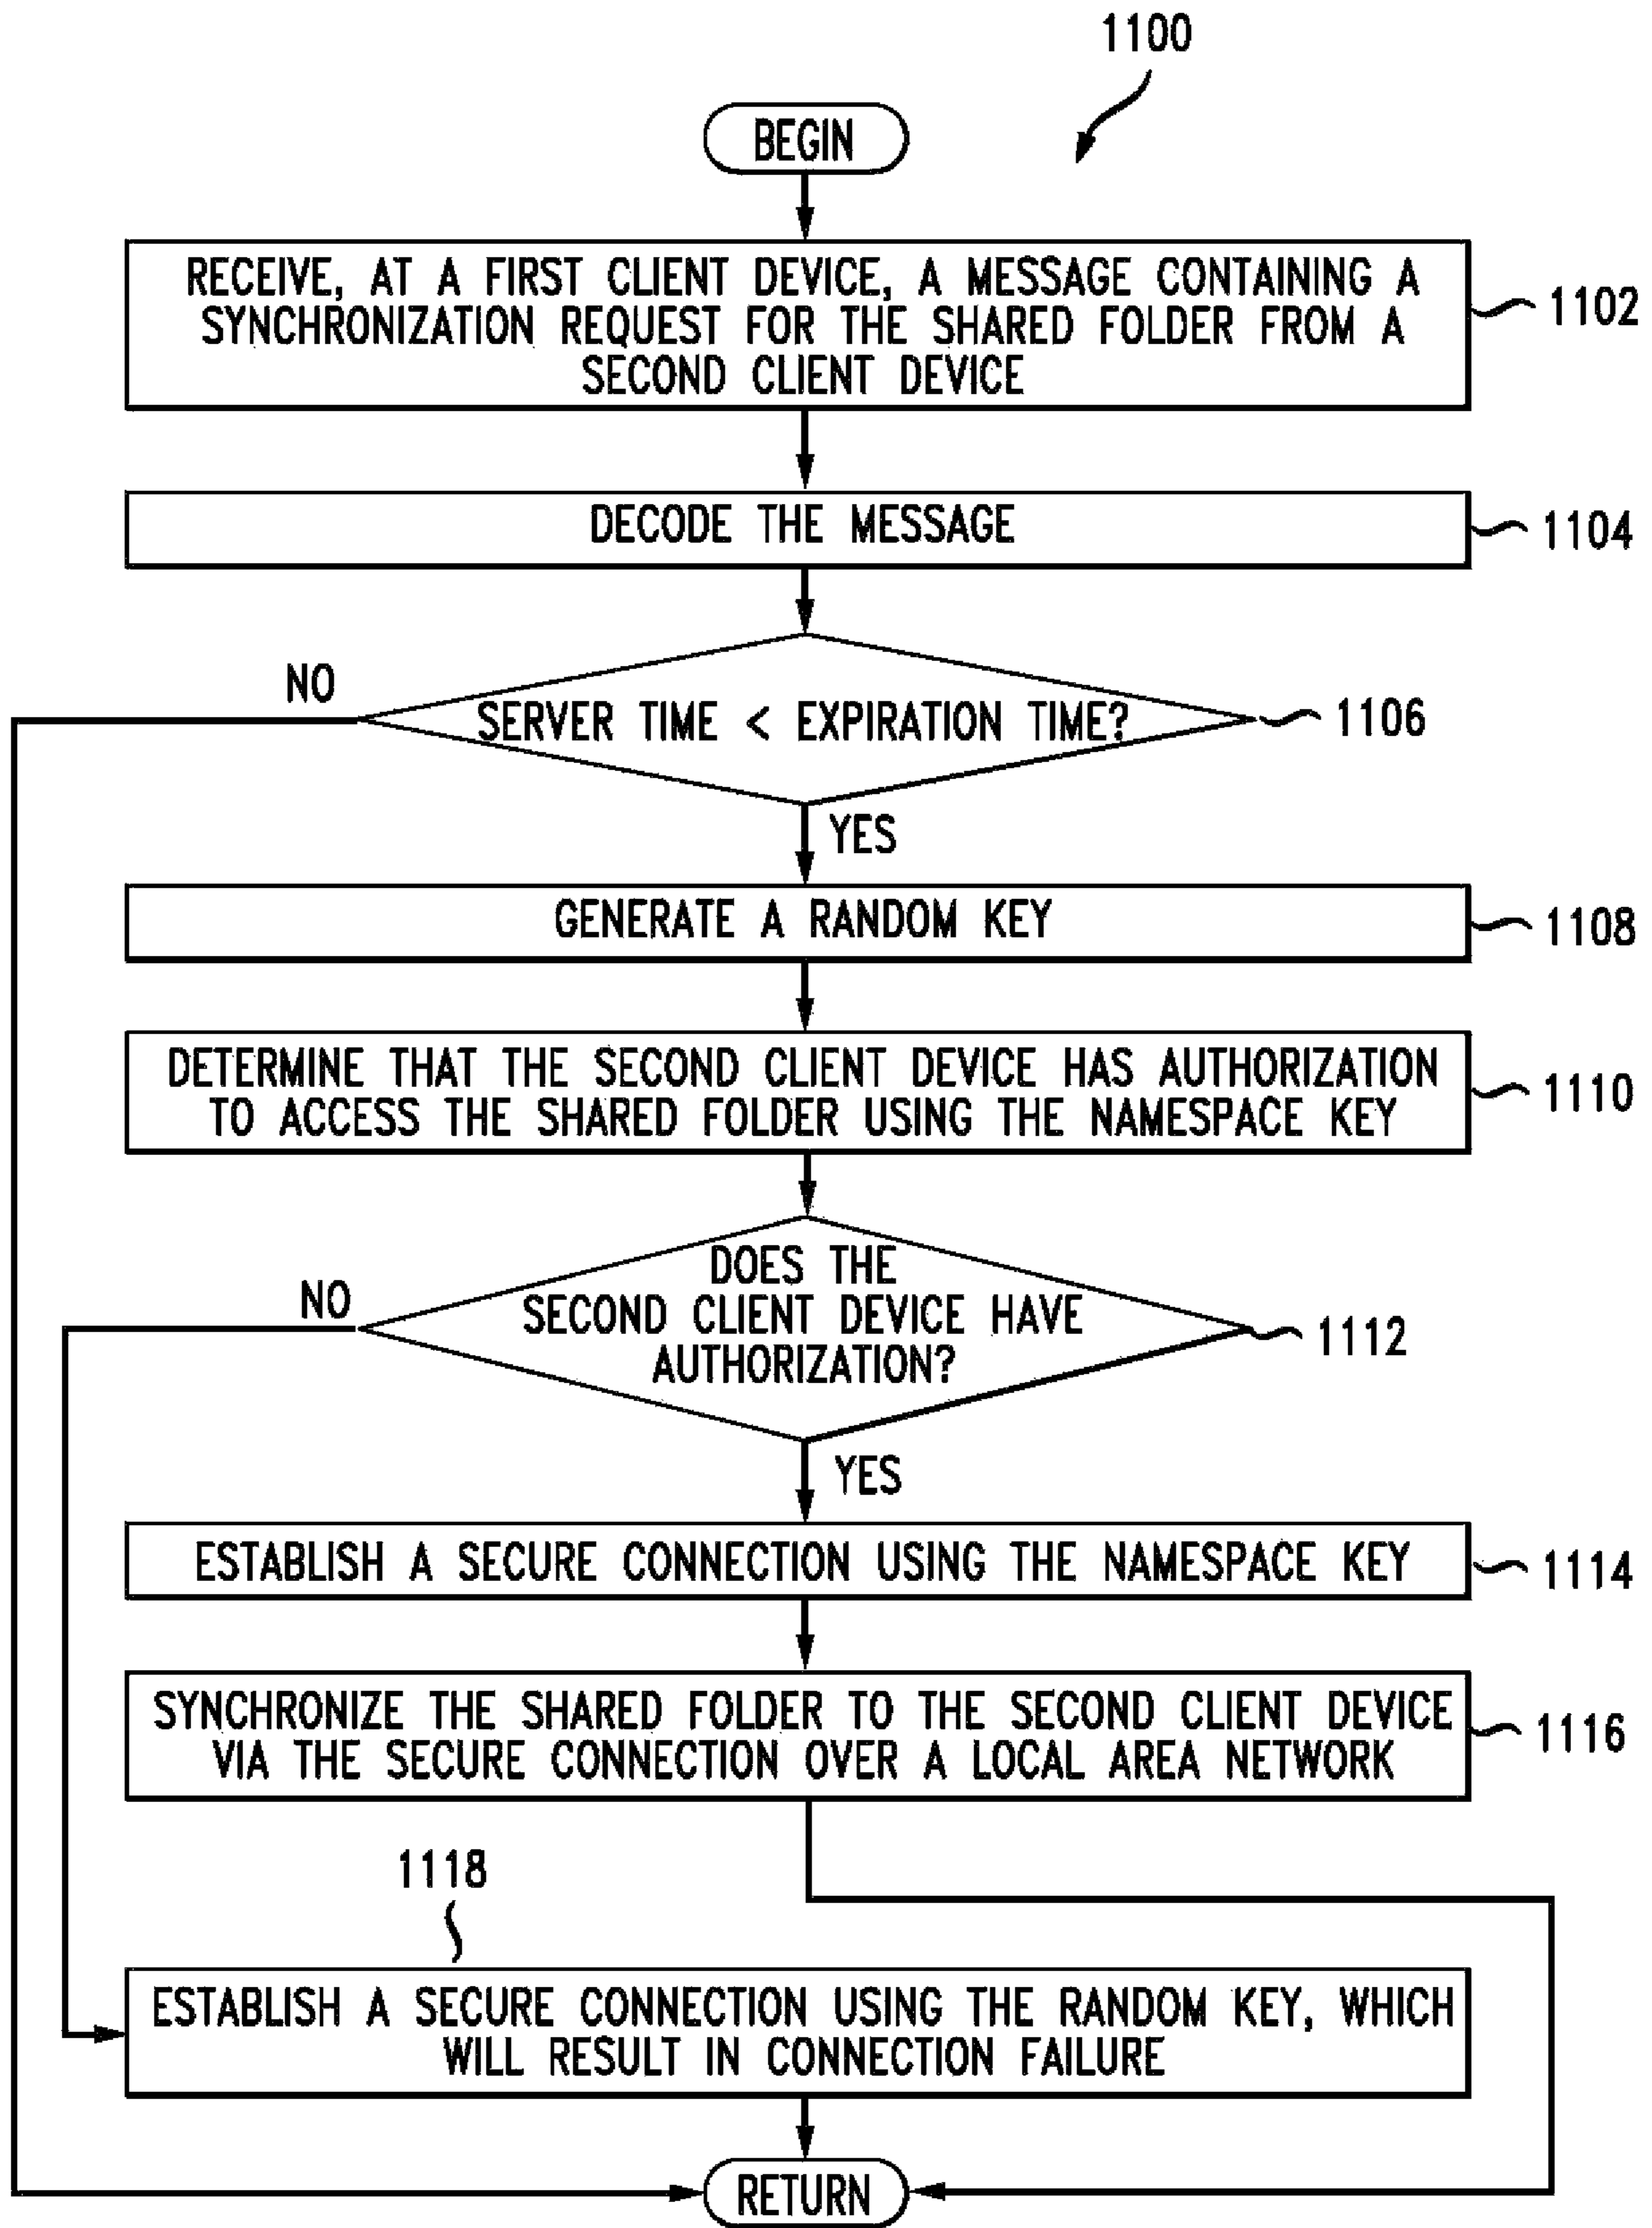 1100
BEGIN
RECEIVE, AT A FIRST CLIENT DEVICE, A MESSAGE CONTAINING A
SYNCHRONIZATION REQUEST FOR THE SHARED FOLDER FROM A
SECOND CLIENT DEVICE
1102
DECODE THE MESSAGE
1104
NO
SERVER TIME < EXPIRATION TIME?
1106
YES
GENERATE A RANDOM KEY
1108
DETERMINE THAT THE SECOND CLIENT DEVICE HAS AUTHORIZATION
TO ACCESS THE SHARED FOLDER USING THE NAMESPACE KEY
1110
NO
DOES THE
SECOND CLIENT DEVICE HAVE
AUTHORIZATION?
1112
YES
ESTABLISH A SECURE CONNECTION USING THE NAMESPACE KEY
1114
SYNCHRONIZE THE SHARED FOLDER TO THE SECOND CLIENT DEVICE
VIA THE SECURE CONNECTION OVER A LOCAL AREA NETWORK
1116
1118
ESTABLISH A SECURE CONNECTION USING THE RANDOM KEY, WHICH
WILL RESULT IN CONNECTION FAILURE
RETURN